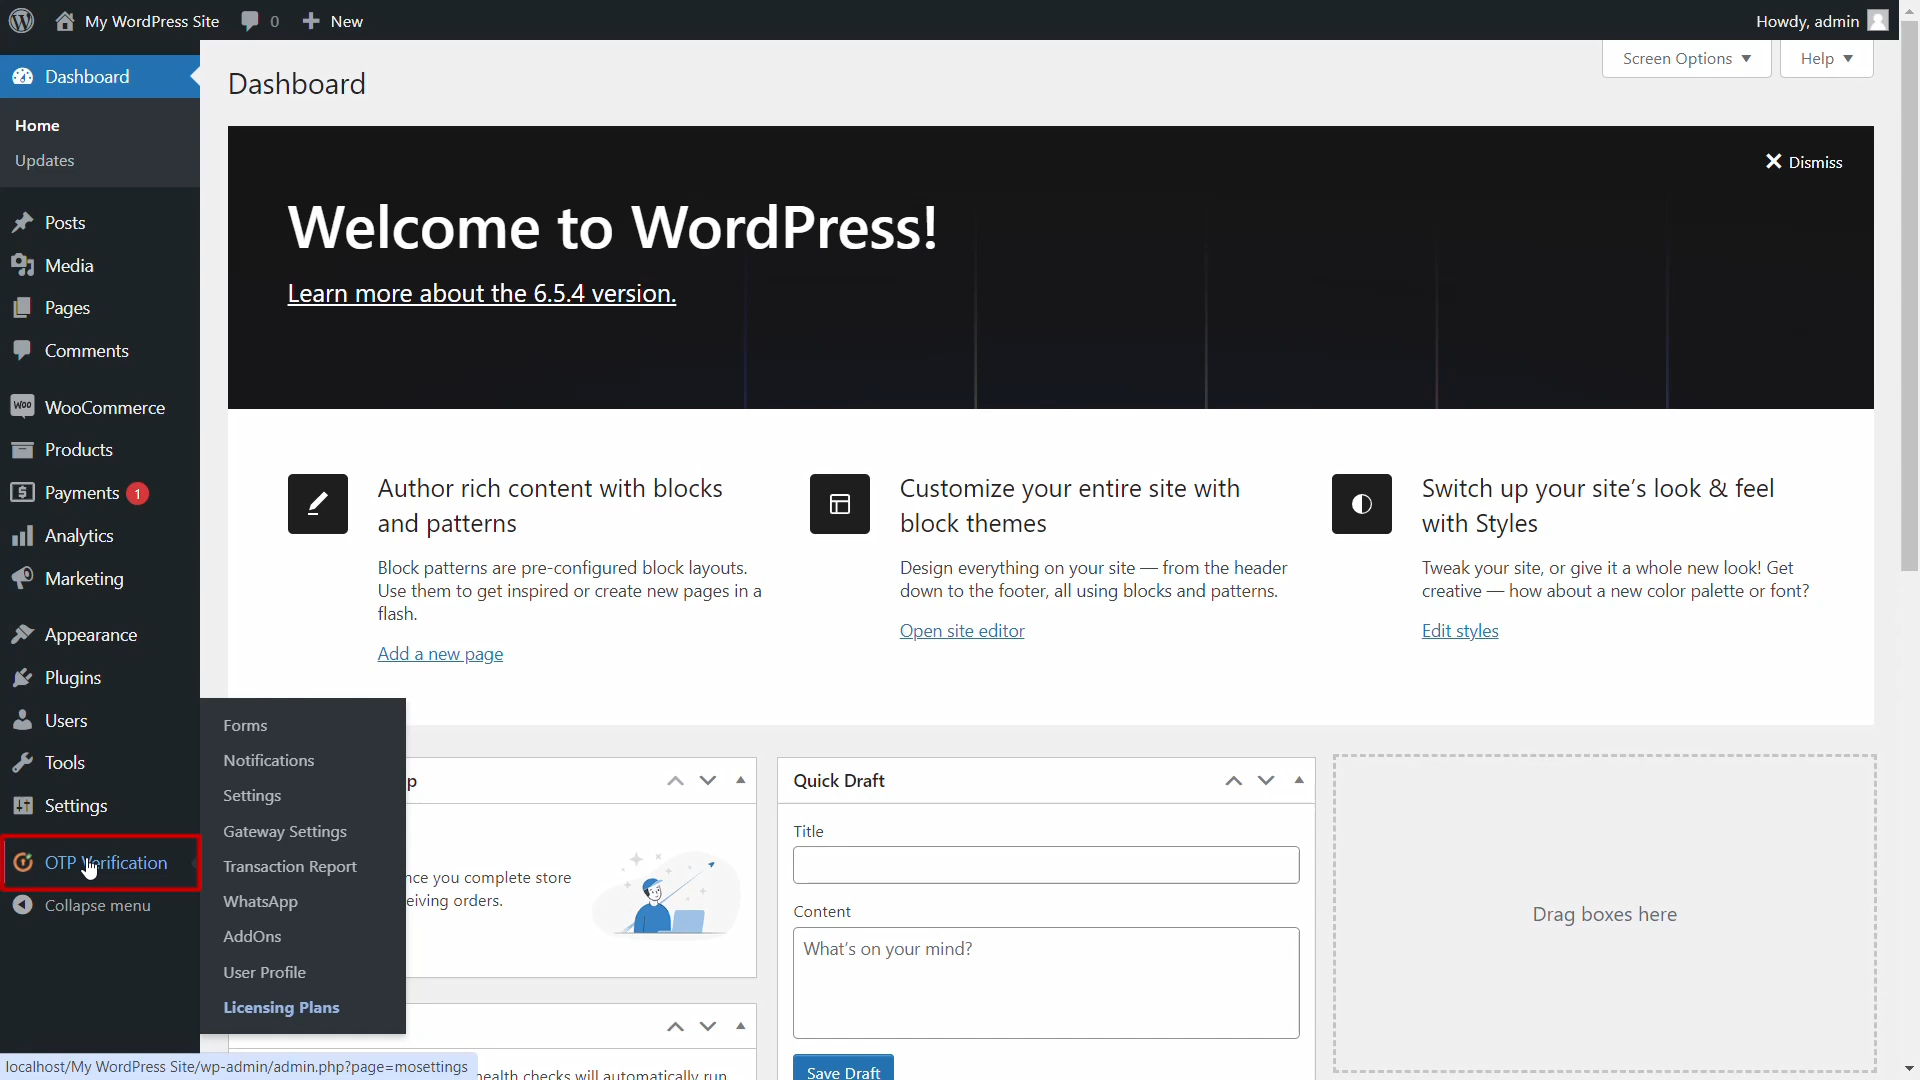 My WordPress Site
0
New
Howdy, admin
Dashboard
Home
Updates
Posts
Media
Pages
Comments
Woo
WooCommerce
Products
Payments 1
Analytics
Marketing
Appearance
Plugins
Users
Tools
Settings
OTP Verification
Collapse menu
Forms
Notifications
Settings
Gateway Settings
Transaction Report
WhatsApp
AddOns
User Profile
Licensing Plans
Dashboard
Screen Options
Help
Dismiss
Welcome to WordPress!
Learn more about the 6.5.4 version.
Author rich content with blocks
and patterns
Block patterns are pre-configured block layouts.
Use them to get inspired or create new pages in a
flash.
Add a new page
Customize your entire site with
block themes
Design everything on your site — from the header
down to the footer, all using blocks and patterns.
Open site editor
Switch up your site's look & feel
with Styles
Tweak your site, or give it a whole new look! Get
creative — how about a new color palette or font?
Edit styles
p
you complete store
orders.
Quick Draft
Title
Content
What's on your mind?
Save Draft
Drag boxes here
checks will automatically run
localhost/My WordPress Site/wp-admin/admin.php?page=mosettings